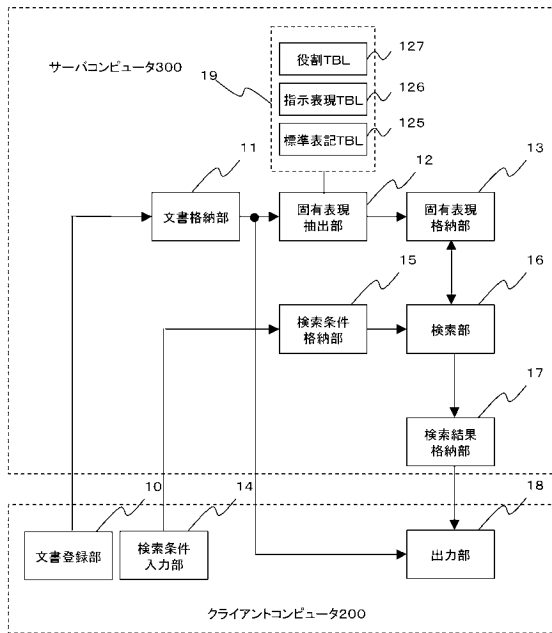 役割TBL
127
サーバコンピュータ300
19
指示表現TBL
126
標準表記TBL
125
11
12
13
文書格納部
固有表現
抽出部
固有表現
格納部
15
16
検索条件
格納部
検索部
17
検索結果
格納部
10
14
18
文書登録部
検索条件
入力部
出力部
クライアントコンピュータ200